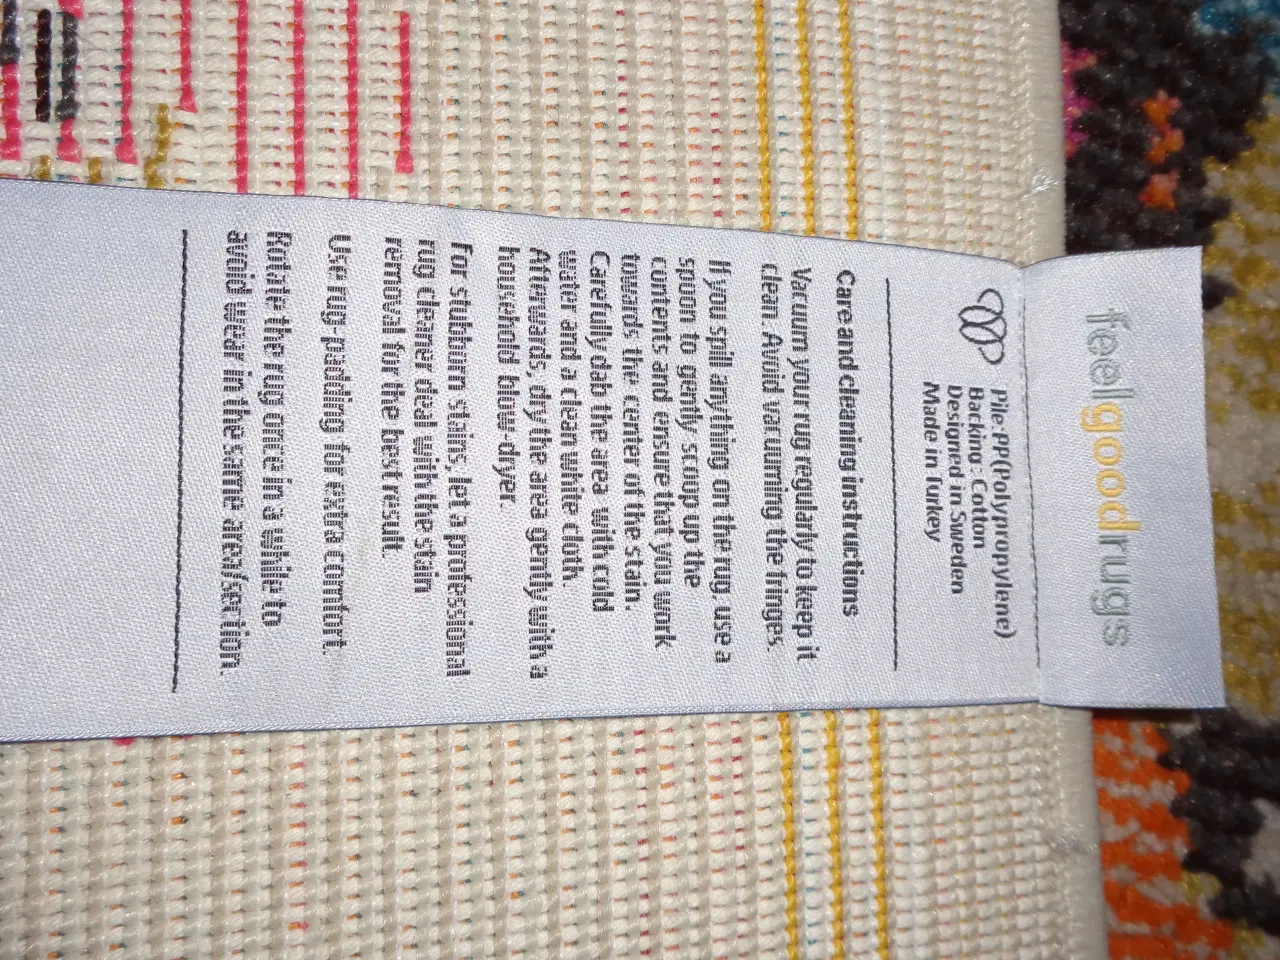 feelgoodrugs
Pile:PP(Polypropylene)
Backing: Cotton
Designed in Sweden
Made in Turkey
Care and cleaning instructions
Vacuum your rug regularly to keep it
clean. Avoid vacuuming the fringes.
If you spill anything on the rug, use a
spoon to gently scoop up the
contents and ensure that you work
towards the center of the stain.
Carefully dab the area with cold
water and a clean white cloth.
Afterwards, dry the area gently with a
household blow-dryer.
For stubborn stains, let a professional
rug cleaner deal with the stain
removal for the best result.
Use rug padding for extra comfort.
Rotate the rug once in a while to
avoid wear in the same area/section.